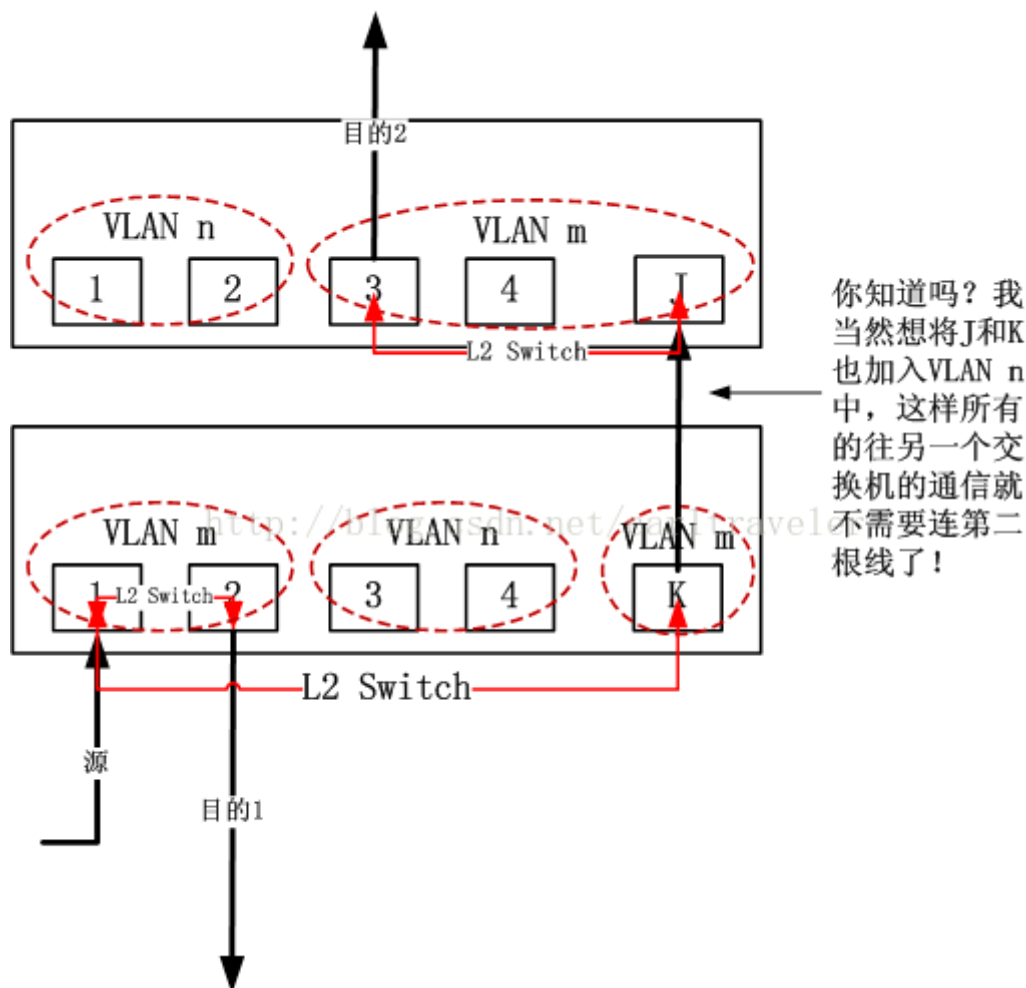 目的2
VLAN n
VLAN m
1
2
3
4
J
L2 Switch
你知道吗？我
当然想将J和K
也加入VLAN n
中，这样所有
的往另一个交
换机的通信就
不需要连第二
根线了！
VLAN m
VLAN n
VLAN m
1
L2 Switch
2
3
4
K
L2 Switch
源
目的1